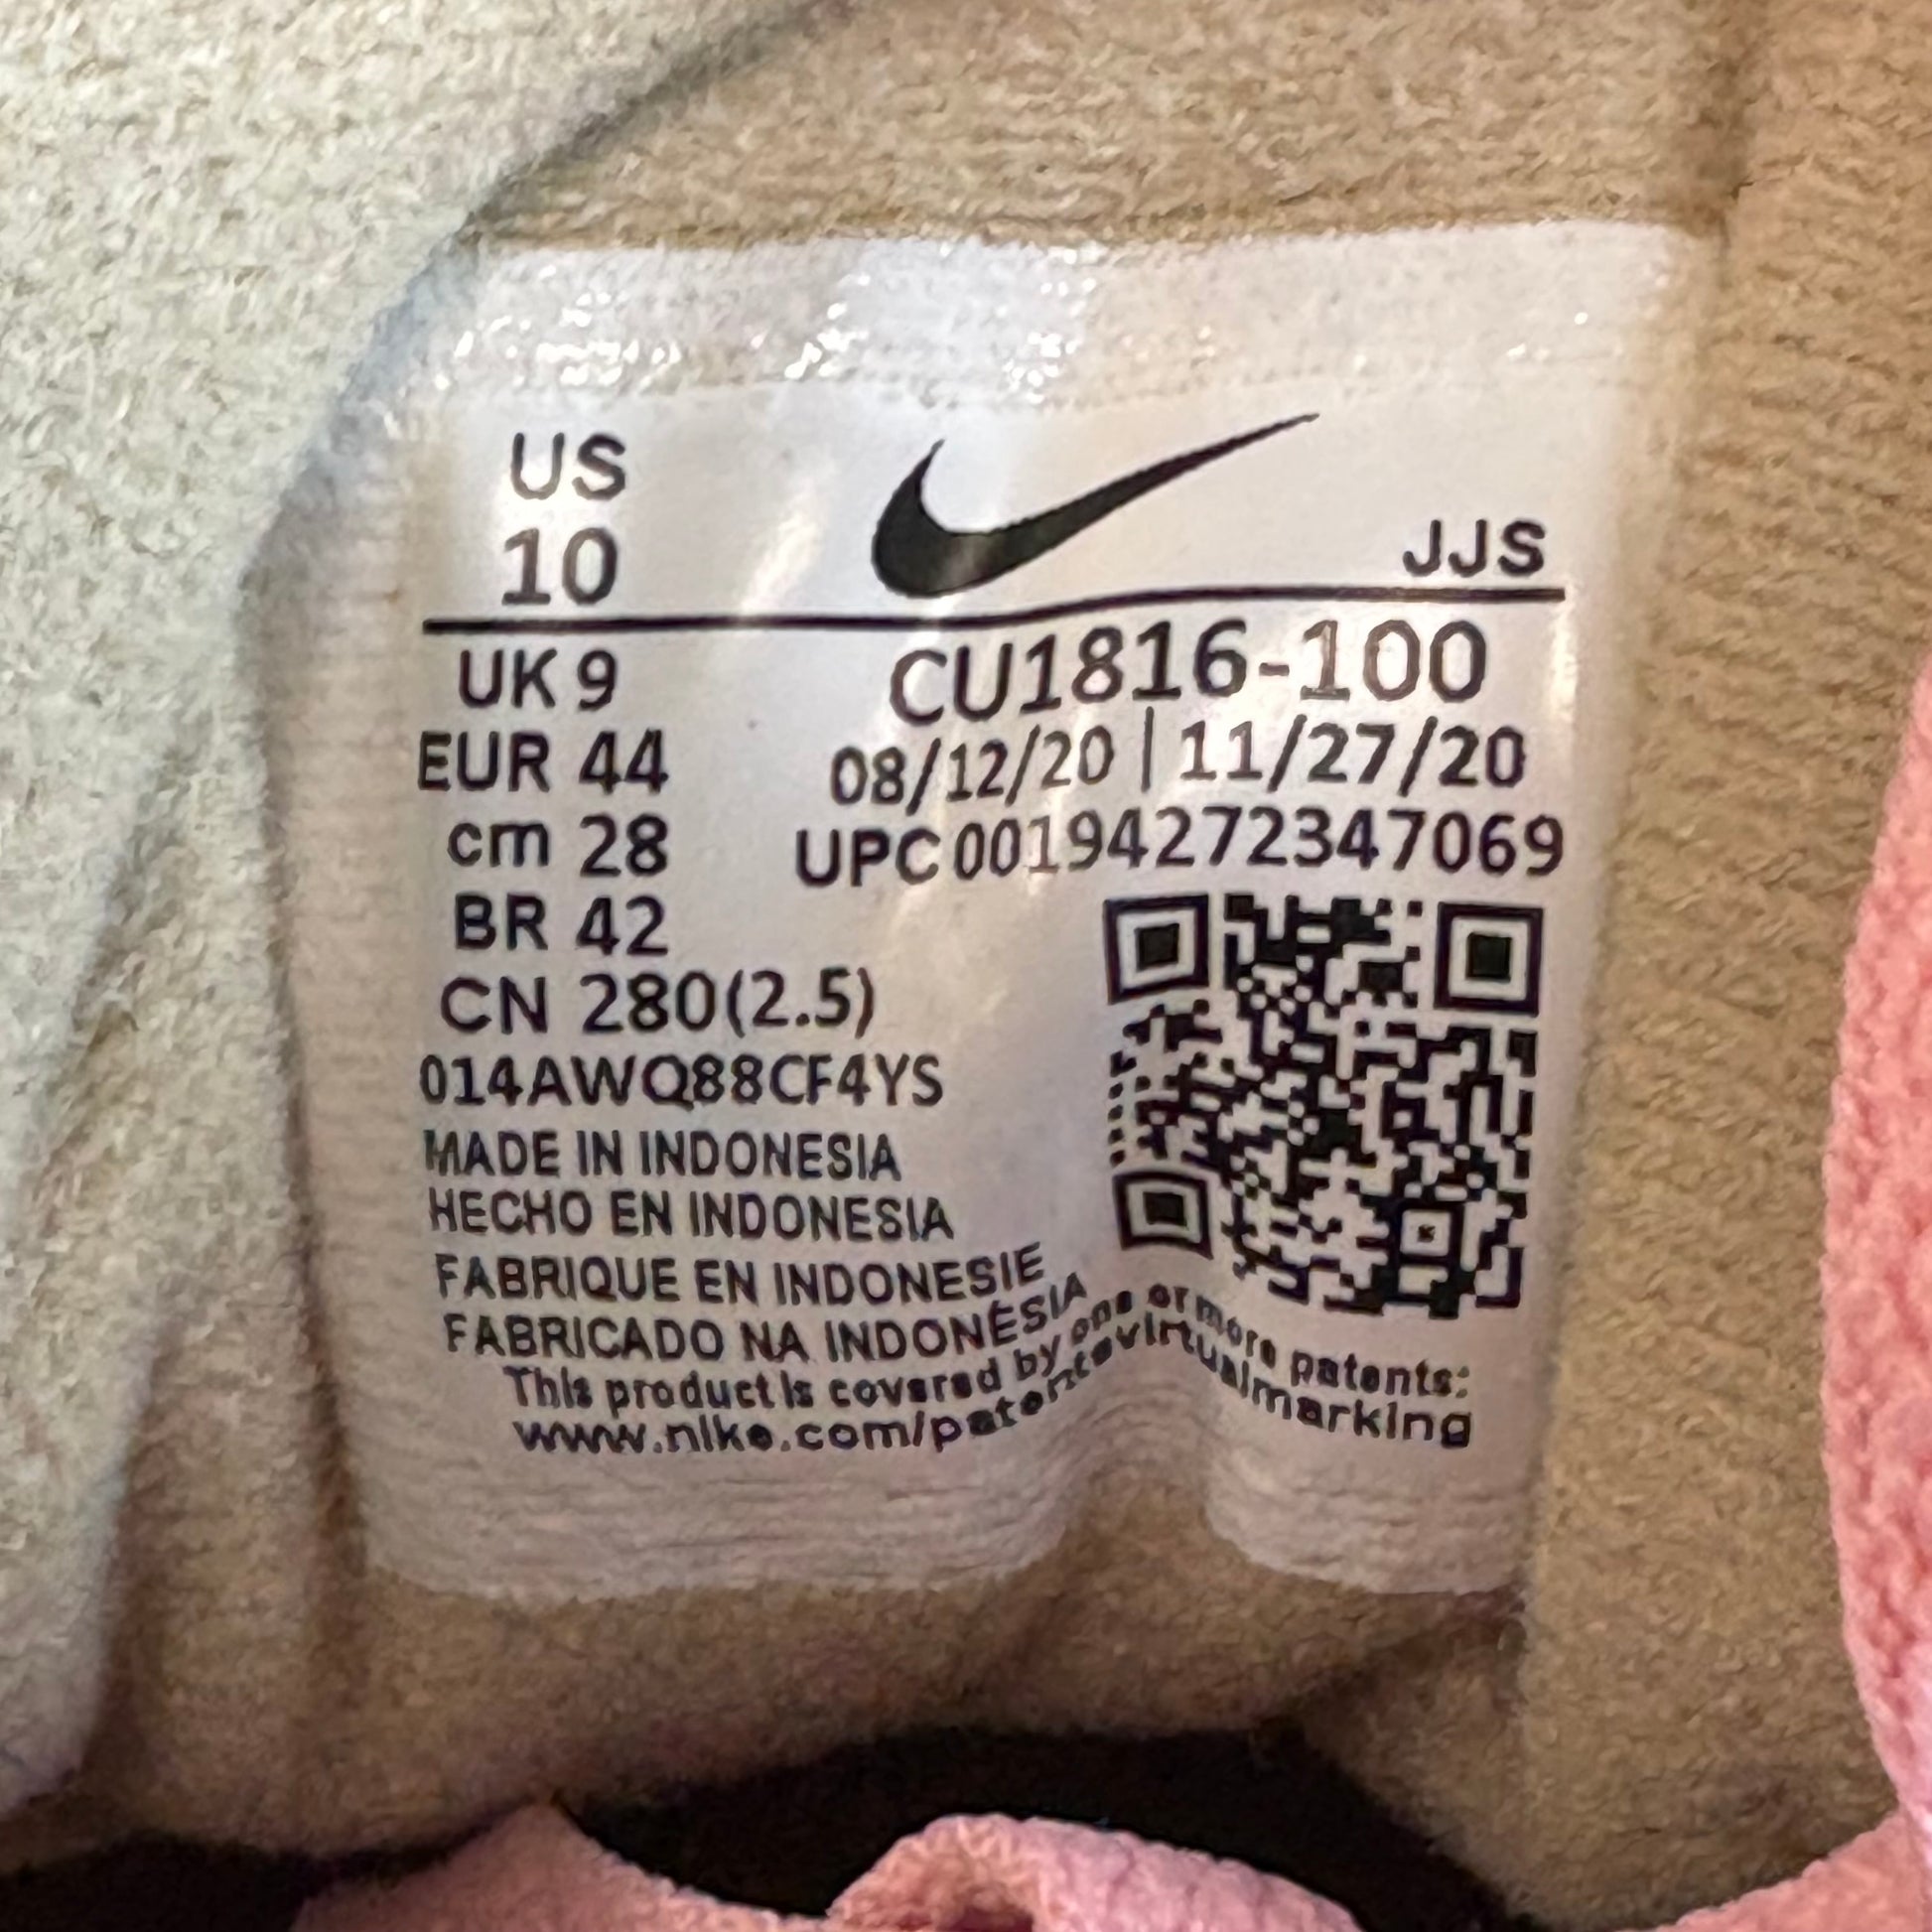 US
10
JJS
UK 9
CU1816-100
EUR 44
08/12/20 | 11/27/20
cm 28
UPC 00194272347069
BR 42
CN 280(2.5)
014AWQ88CF4YS
MADE IN INDONESIA
HECHO EN INDONESIA
FABRIQUE EN INDONESIE
FABRICADO NA INDONÉSIA
This product is covered by one or more patents:
www.nike.com/patentevirtualmarking